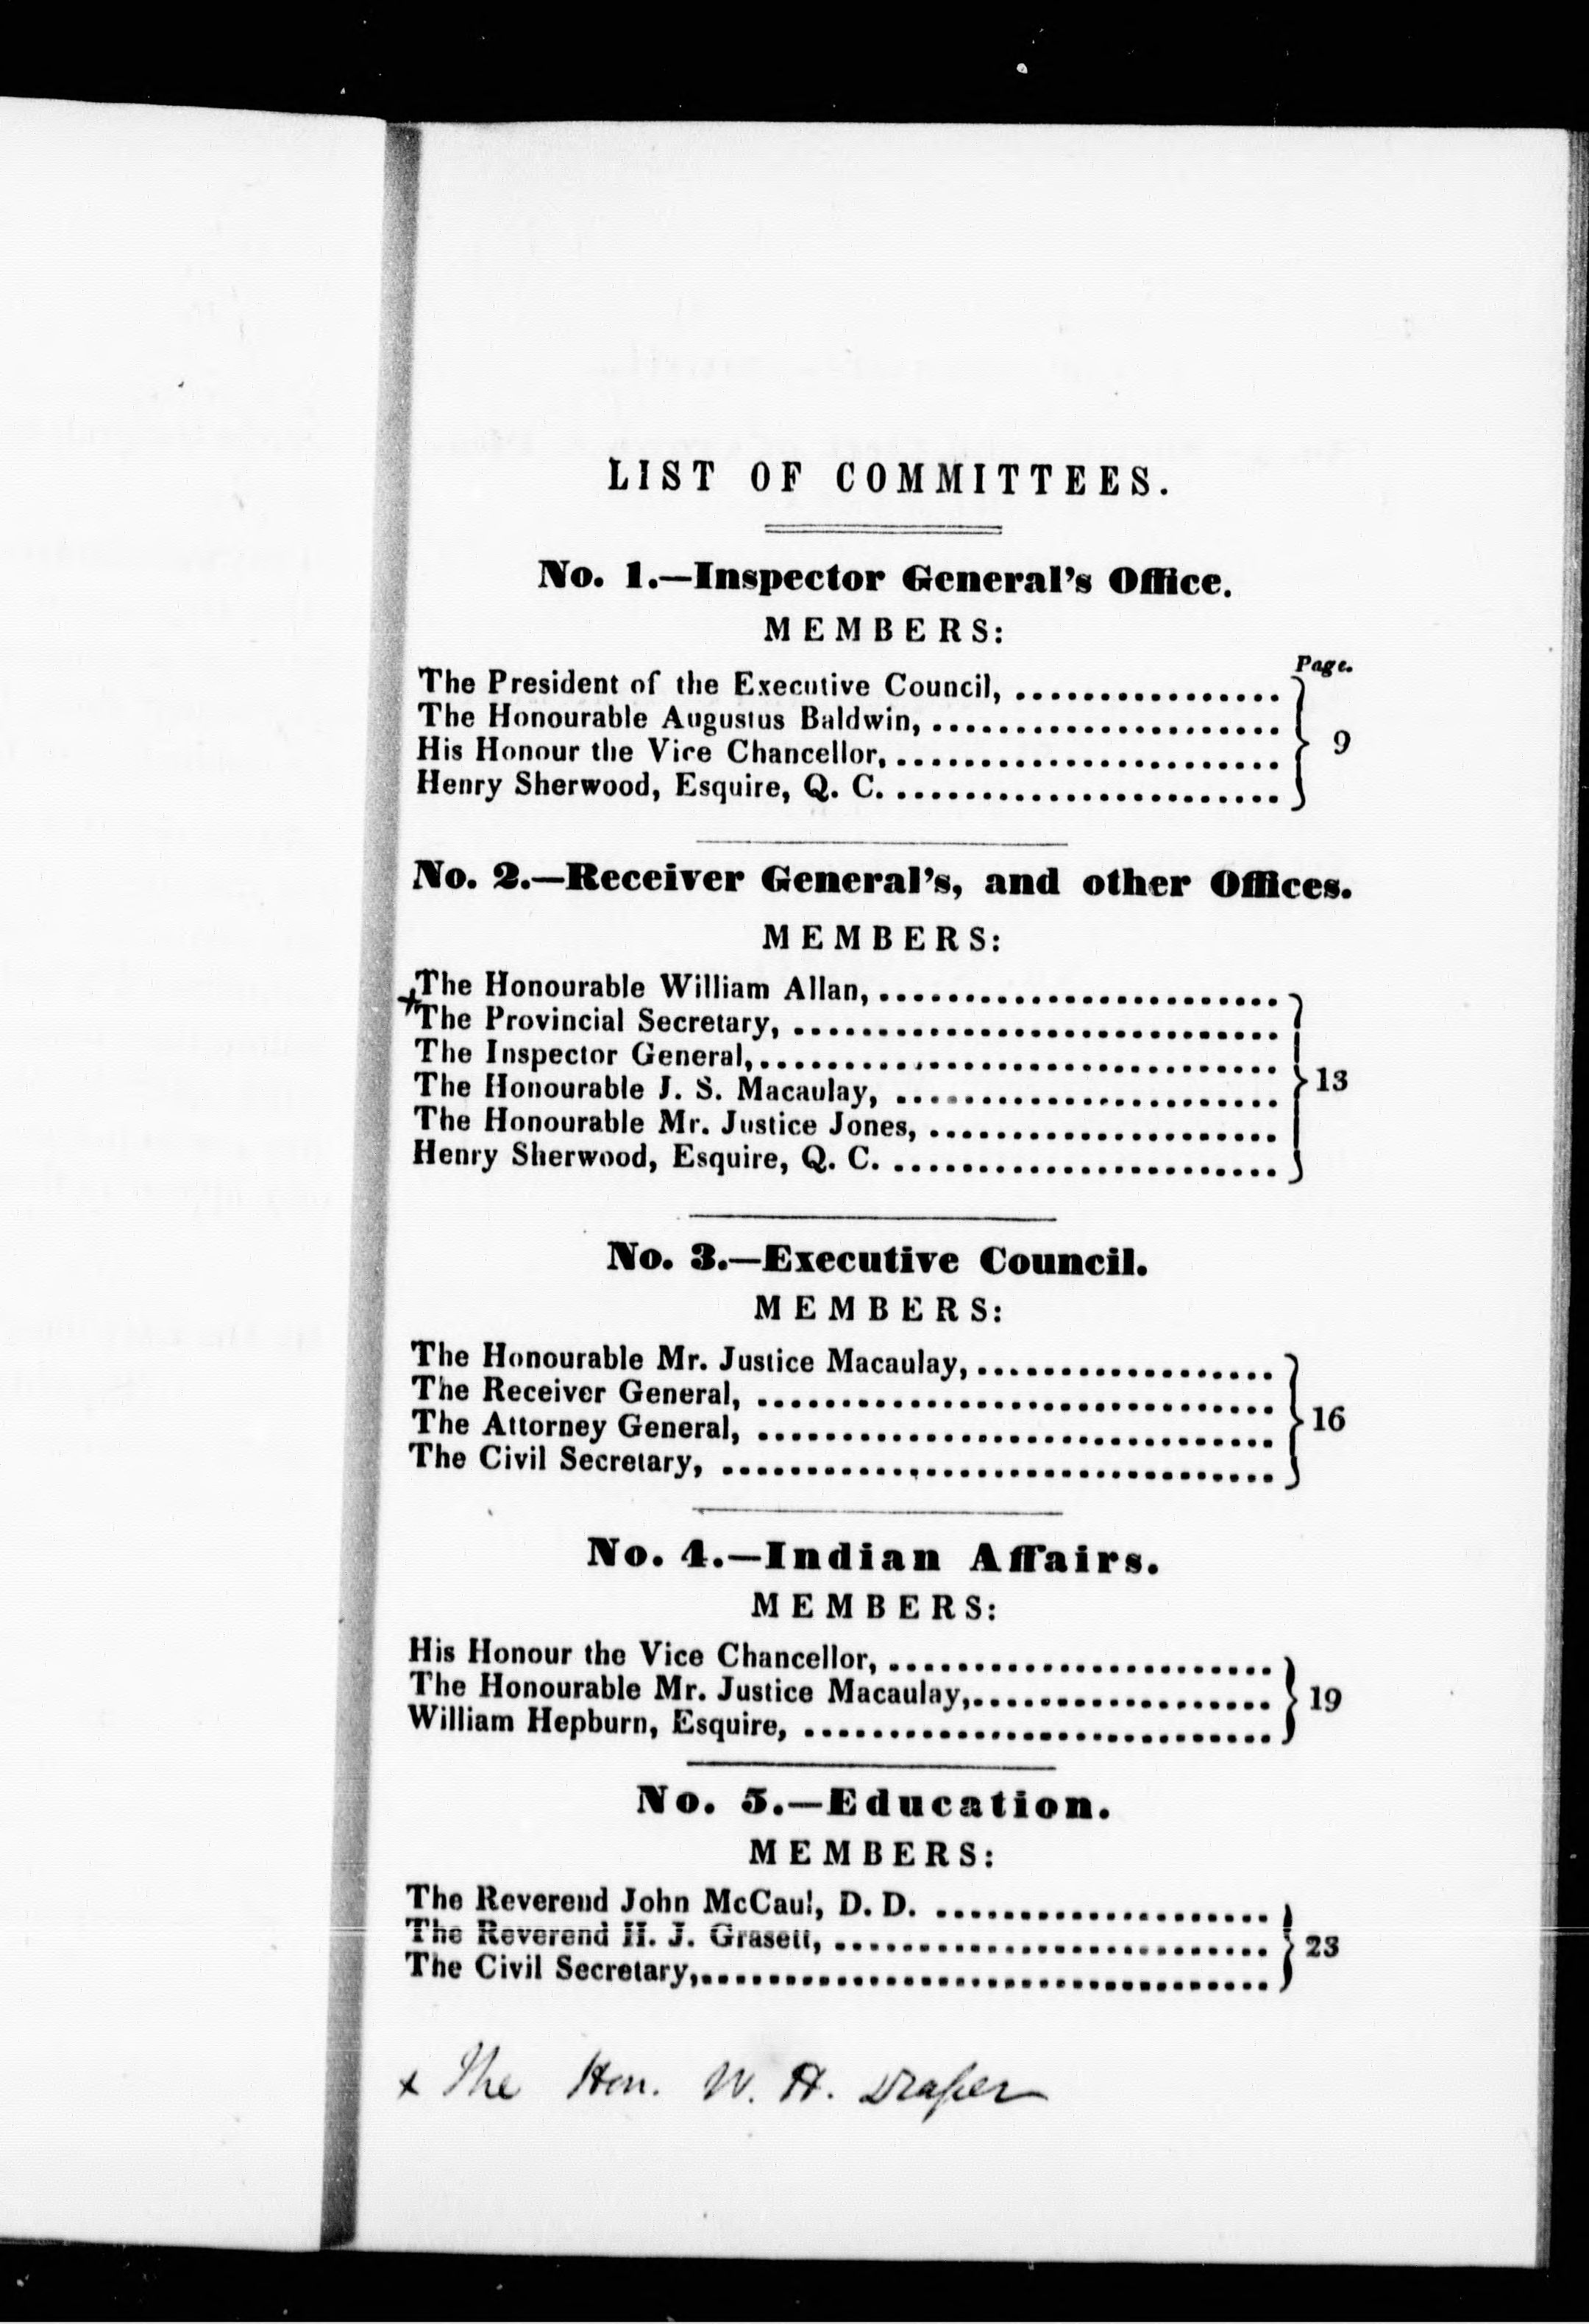 LIST OF COMMITTEES.
No. 1.—Inspector General's Office.
MEMBERS:
Page.
The President of the Executive Council, ................
The Honourable Augustus Baldwin, .....................
His Honour the Vice Chancellor, .......................
Henry Sherwood, Esquire, Q. C. .......................
9
No. 2.—Receiver General's, and other Offices.
MEMBERS:
The Honourable William Allan, ........................
+
The Provincial Secretary, .............................
The Inspector General, ...............................
The Honourable J. S. Macaulay, .......................
The Honourable Mr. Justice Jones, .....................
Henry Sherwood, Esquire, Q. C. .......................
13
No. 3.—Executive Council.
MEMBERS:
The Honourable Mr. Justice Macaulay, ..................
The Receiver General, ...............................
The Attorney General, ...............................
The Civil Secretary, .................................
16
No. 4.—Indian Affairs.
MEMBERS:
His Honour the Vice Chancellor, .......................
The Honourable Mr. Justice Macaulay, ..................
William Hepburn, Esquire, ............................
19
No. 5.—Education.
MEMBERS:
The Reverend John McCaul, D. D. ....................
The Reverend H. J. Grasett, ..........................
The Civil Secretary, ..................................
23
x The Hon. W. H. Draper